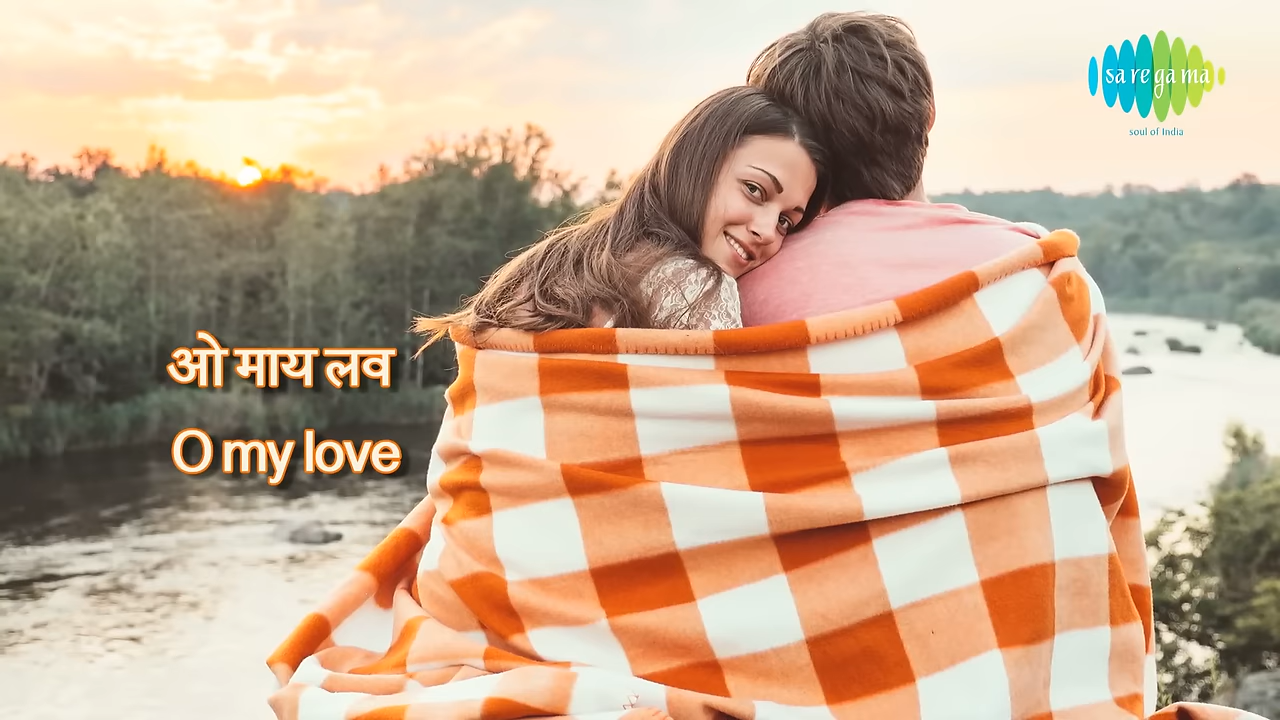 ओ माय लव
O my love
sa re ga ma
soul of India